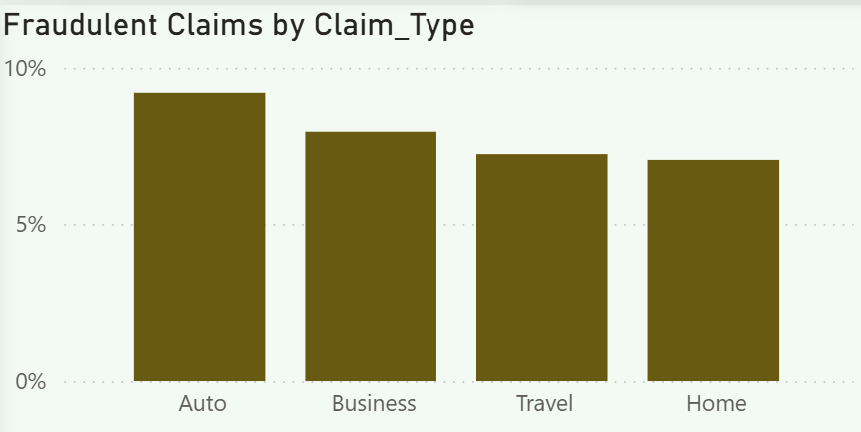 Fraudulent Claims by Claim_Type
10%
5%
0%
Auto Business Travel Home